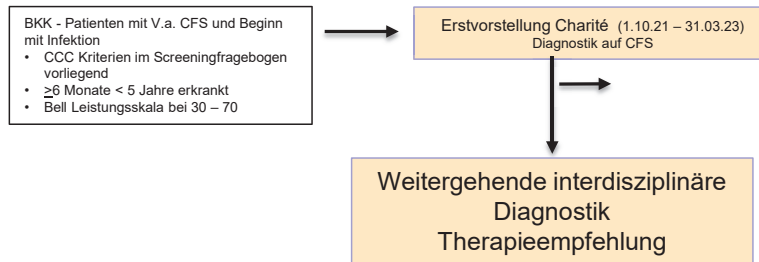 BKK - Patienten mit V.a. CFS und Beginn
mit Infektion
• CCC Kriterien im Screeningfragebogen
vorliegend
• ≥6 Monate < 5 Jahre erkrankt
• Bell Leistungsskala bei 30 – 70
Erstvorstellung Charité (1.10.21 – 31.03.23)
Diagnostik auf CFS
Weitergehende interdisziplinäre
Diagnostik
Therapieempfehlung